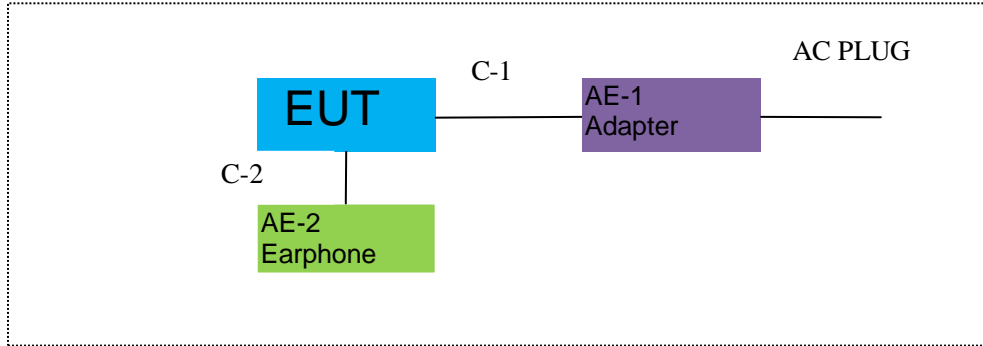 AC PLUG
C-1
EUT
AE-1
Adapter
C-2
AE-2
Earphone